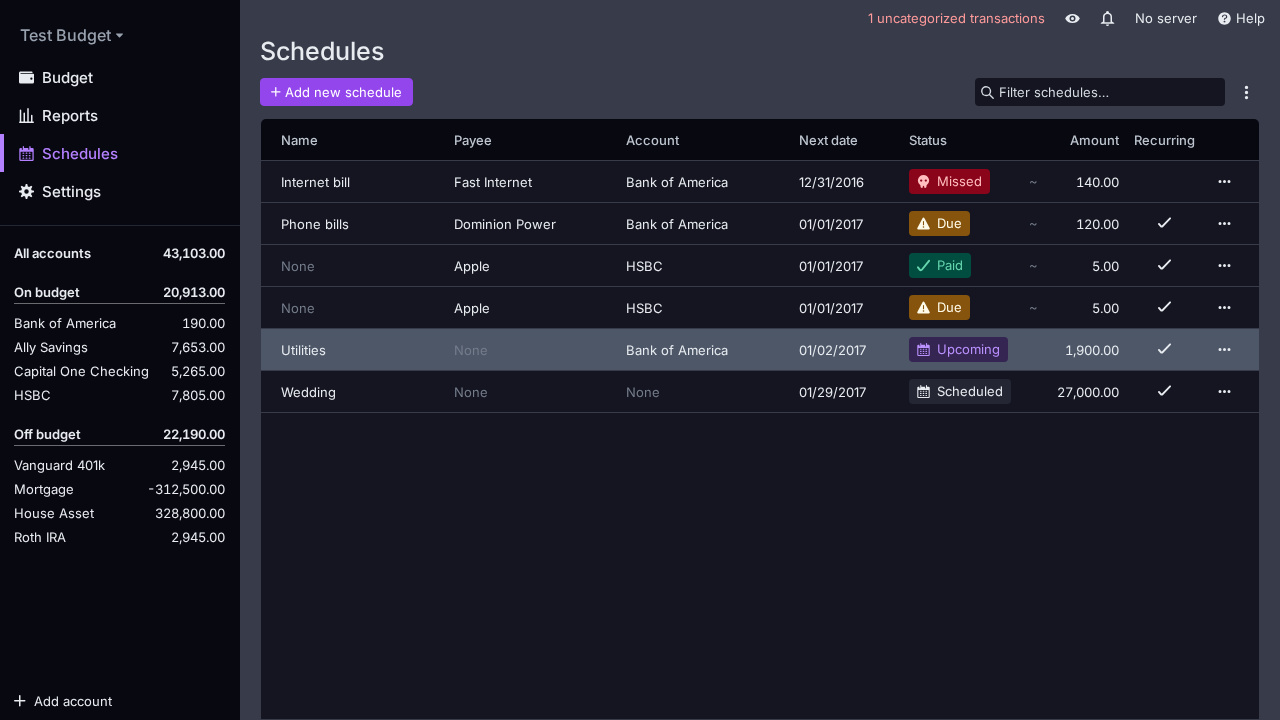 1 uncategorized transactions
No server
Help
Test Budget
Budget
Reports
Schedules
Settings
All accounts 43,103.00
On budget 20,913.00
Bank of America 190.00
Ally Savings 7,653.00
Capital One Checking 5,265.00
HSBC 7,805.00
Off budget 22,190.00
Vanguard 401k 2,945.00
Mortgage -312,500.00
House Asset 328,800.00
Roth IRA 2,945.00
Add account
Schedules
Add new schedule
Filter schedules...
Name Payee Account Next date Status Amount Recurring
Internet bill Fast Internet Bank of America 12/31/2016 Missed ~ 140.00
Phone bills Dominion Power Bank of America 01/01/2017 Due ~ 120.00
None Apple HSBC 01/01/2017 Paid ~ 5.00
None Apple HSBC 01/01/2017 Due ~ 5.00
Utilities None Bank of America 01/02/2017 Upcoming 1,900.00
Wedding None None 01/29/2017 Scheduled 27,000.00